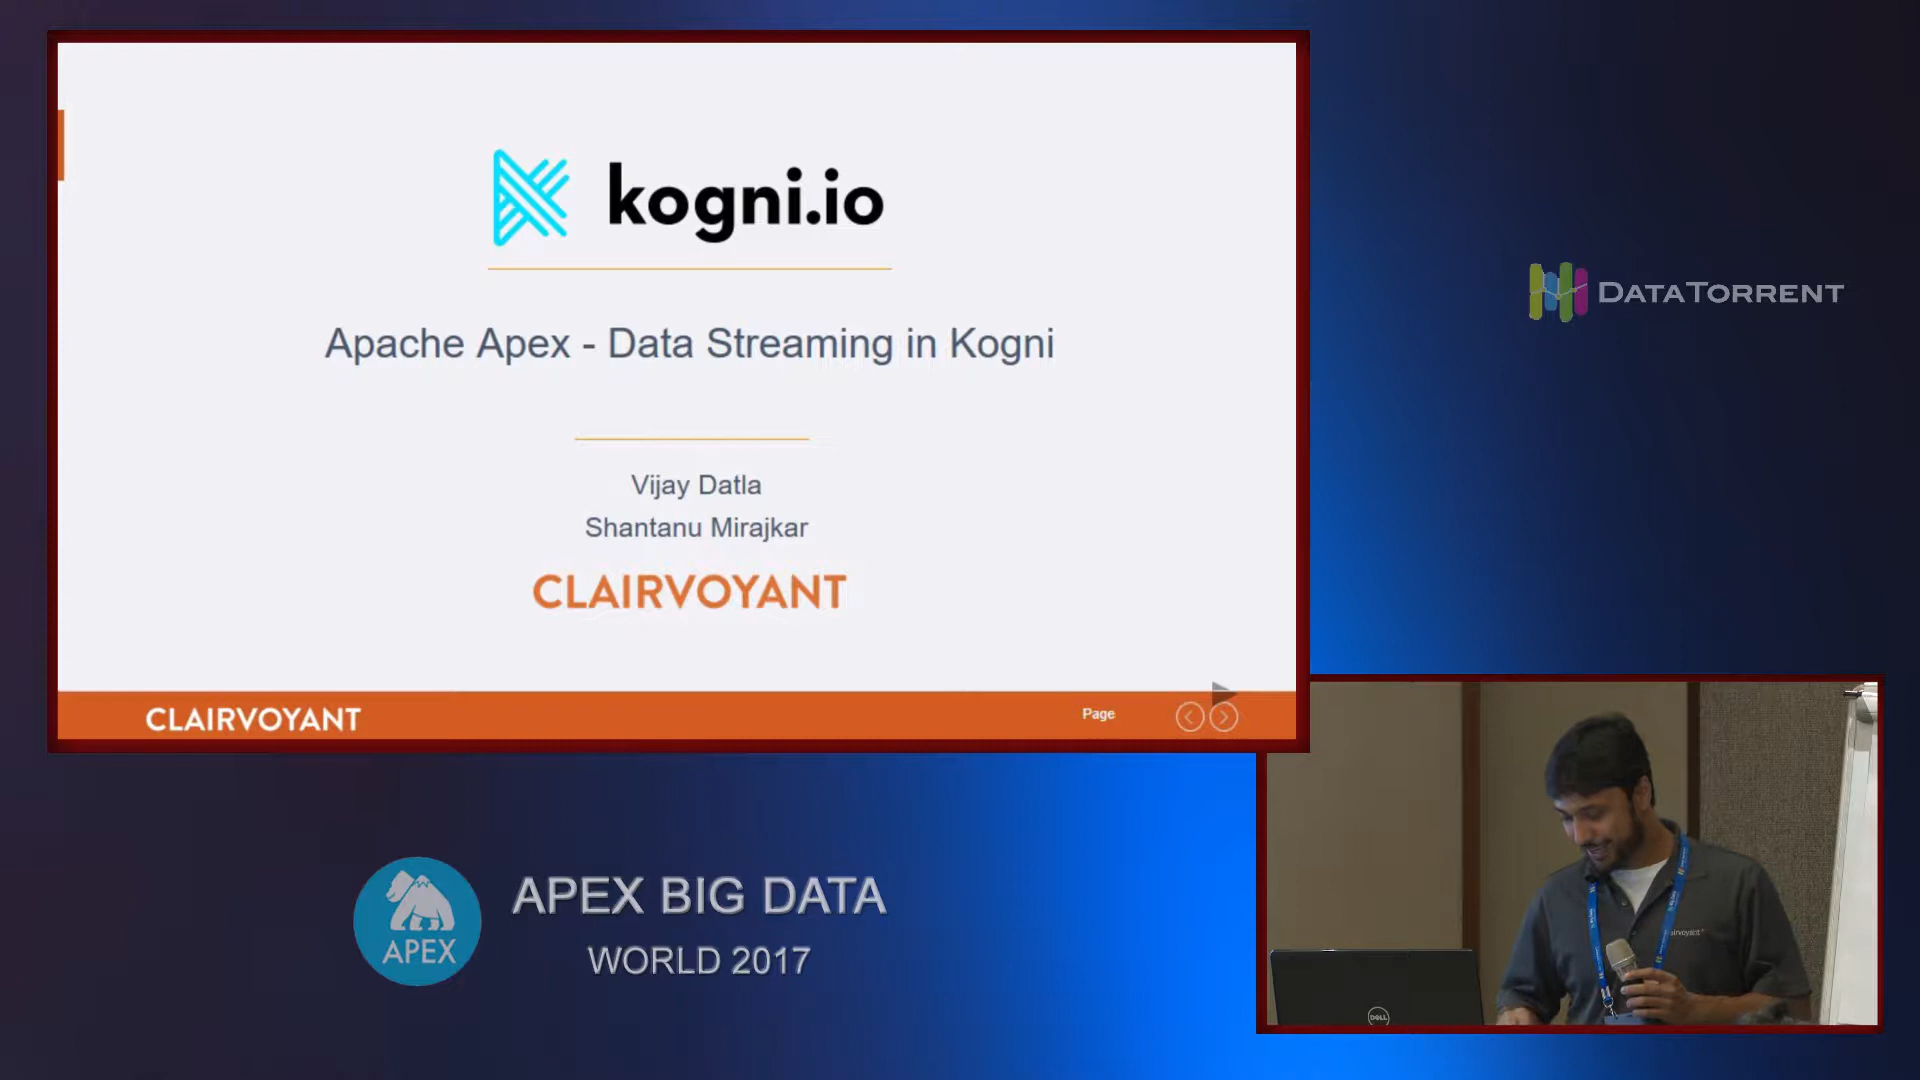 kogni.io
Apache Apex - Data Streaming in Kogni
Vijay Datla
Shantanu Mirajkar
CLAIRVOYANT
CLAIRVOYANT
Page
DATATORRENT
APEX
APEX BIG DATA
WORLD 2017
DELL